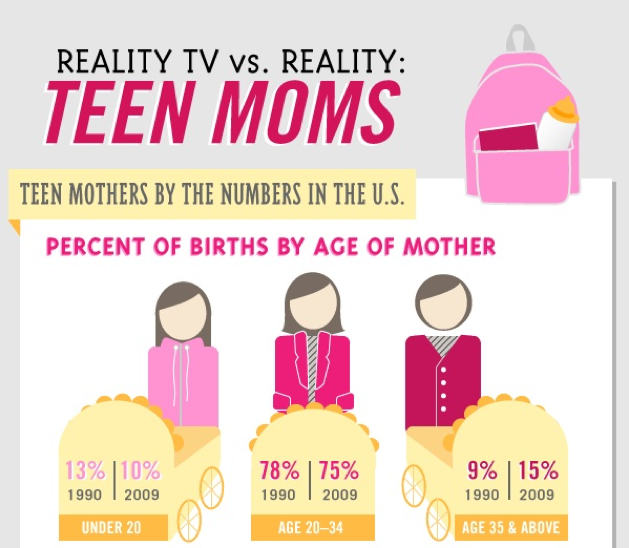 REALITY TV vs. REALITY:
TEEN MOMS
TEEN MOTHERS BY THE NUMBERS IN THE U.S.
PERCENT OF BIRTHS BY AGE OF MOTHER
13% 10%
1990 2009
UNDER 20
78% 75%
1990 2009
AGE 20–34
9% 15%
1990 2009
AGE 35 & ABOVE